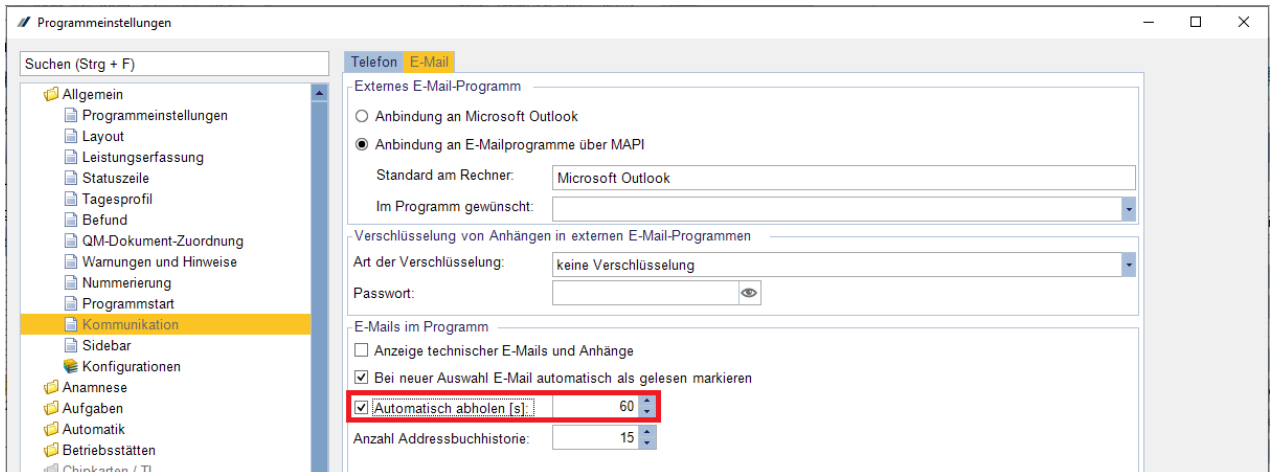 Programmeinstellungen
Suchen (Strg + F)
Allgemein
Programmeinstellungen
Layout
Leistungserfassung
Statuszeile
Tagesprofil
Befund
QM-Dokument-Zuordnung
Warnungen und Hinweise
Nummerierung
Programmstart
Kommunikation
Sidebar
Konfigurationen
Anamnese
Aufgaben
Automatik
Betriebsstätten
Chipkarten / TI
Telefon E-Mail
Externes E-Mail-Programm
Anbindung an Microsoft Outlook
Anbindung an E-Mailprogramme über MAPI
Standard am Rechner: Microsoft Outlook
Im Programm gewünscht:
Verschlüsselung von Anhängen in externen E-Mail-Programmen
Art der Verschlüsselung: keine Verschlüsselung
Passwort:
E-Mails im Programm
Anzeige technischer E-Mails und Anhänge
Bei neuer Auswahl E-Mail automatisch als gelesen markieren
Automatisch abholen [s]: 60
Anzahl Addressbuchhistorie: 15